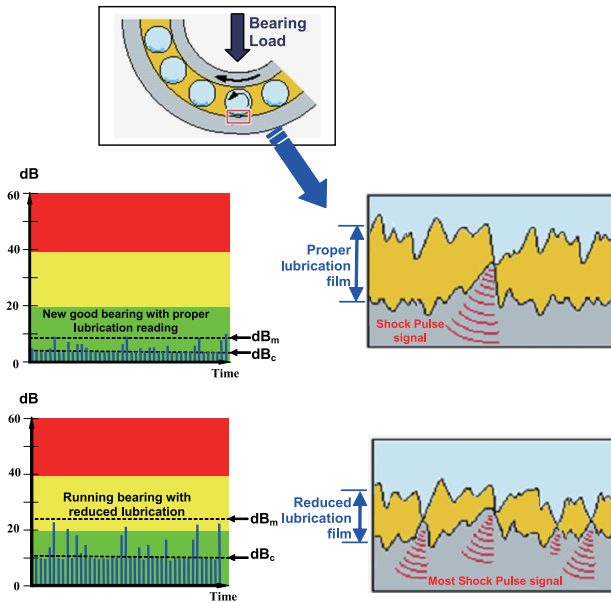 Bearing
Load
dB
60
40
20
0
New good bearing with proper
lubrication reading
dBm
dBc
Time
Proper
lubrication
film
Shock Pulse
signal
dB
60
40
20
0
Running bearing with
reduced lubrication
dBm
dBc
Time
Reduced
lubrication
film
Most Shock Pulse signal